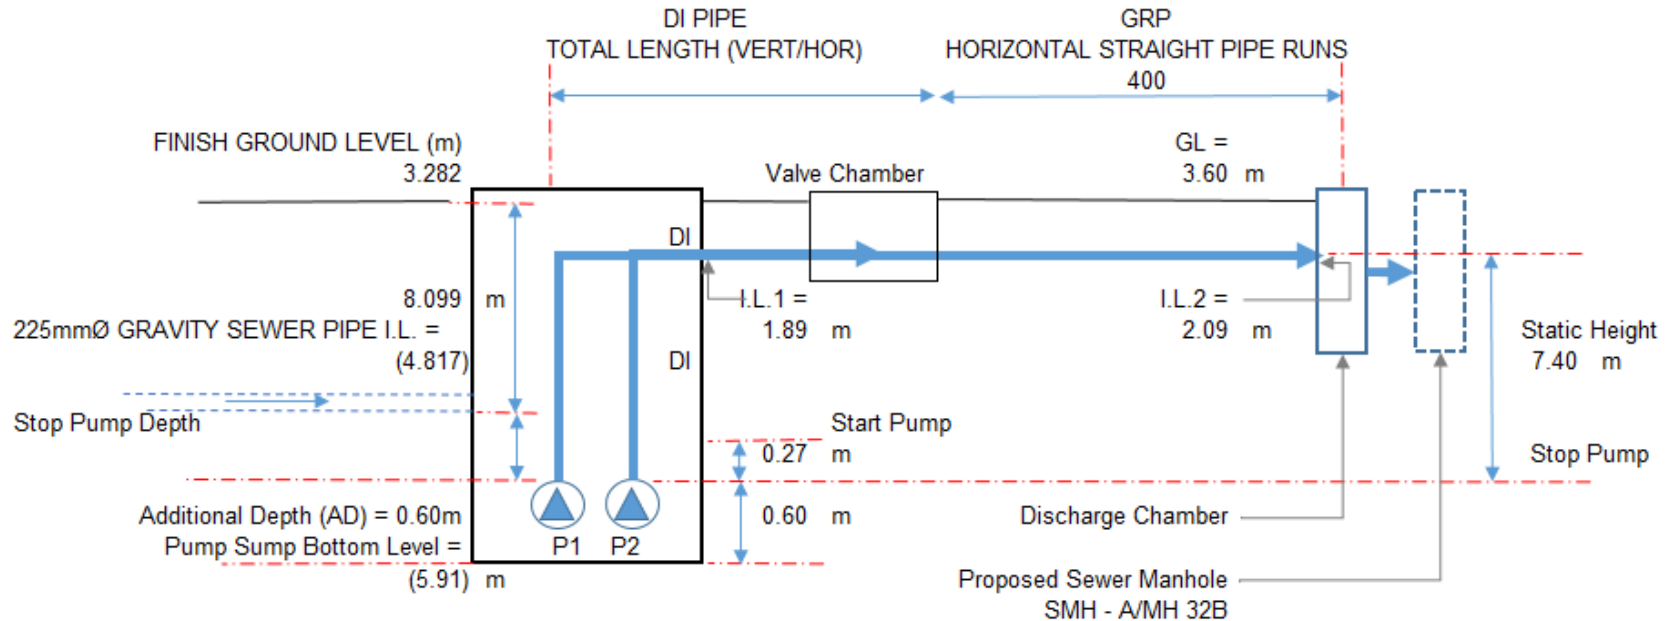 DI PIPE
TOTAL LENGTH (VERT/HOR)
GRP
HORIZONTAL STRAIGHT PIPE RUNS
400
FINISH GROUND LEVEL (m)
3.282
Valve Chamber
GL =
3.60 m
DI
8.099 m
I.L.1 =
1.89 m
I.L.2 =
2.09 m
225mmØ GRAVITY SEWER PIPE I.L. =
(4.817)
DI
Static Height
7.40 m
Stop Pump Depth
Start Pump
0.27 m
Stop Pump
Additional Depth (AD) = 0.60m
0.60 m
Discharge Chamber
Pump Sump Bottom Level =
(5.91) m
P1 P2
Proposed Sewer Manhole
SMH - A/MH 32B